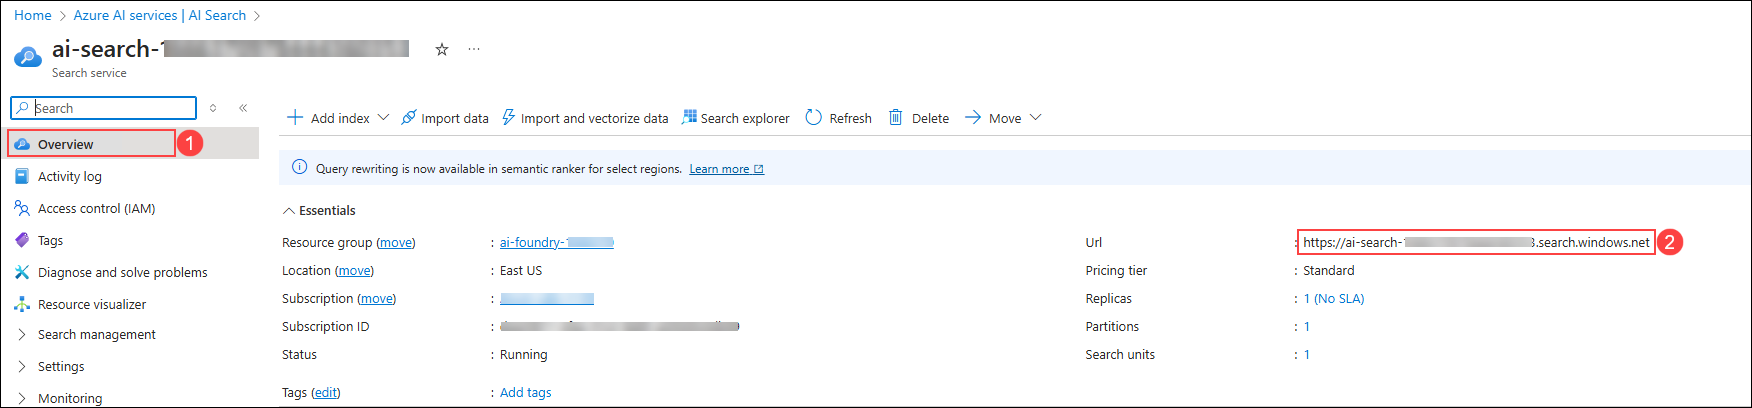 Home > Azure AI services | AI Search >
ai-search-
Search service
Search
Add index
Import data
Import and vectorize data
Search explorer
Refresh
Delete
Move
Overview
1
Activity log
Access control (IAM)
Tags
Diagnose and solve problems
Resource visualizer
Search management
Settings
Monitoring
Query rewriting is now available in semantic ranker for select regions. Learn more
Essentials
Resource group (move) : ai-foundry-
Location (move) : East US
Subscription (move) :
Subscription ID :
Status : Running
Tags (edit) : Add tags
Url : https://ai-search- .search.windows.net
2
Pricing tier : Standard
Replicas : 1 (No SLA)
Partitions : 1
Search units : 1